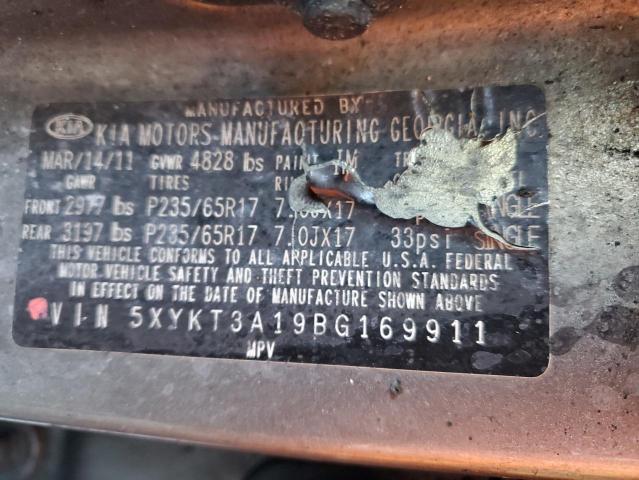 MANUFACTURED BY
KIA KIA MOTORS MANUFACTURING GEORGIA, INC.
MAR/14/11 GVWR 4828 lbs PAINT IM
GAWR TIRES
FRONT 2977 lbs P235/65R17
REAR 3197 lbs P235/65R17 7.0JX17 33psi SINGLE
THIS VEHICLE CONFORMS TO ALL APPLICABLE U.S.A. FEDERAL
MOTOR VEHICLE SAFETY AND THEFT PREVENTION STANDARDS
IN EFFECT ON THE DATE OF MANUFACTURE SHOWN ABOVE
VIN 5XYKT3A19BG169911
MPV